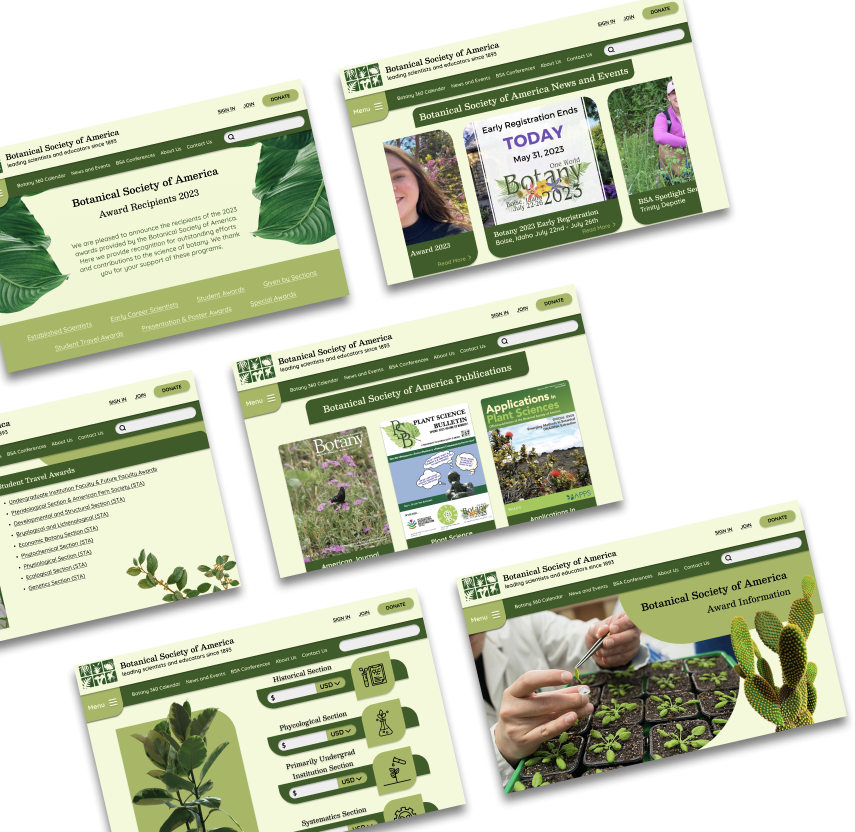 Botanical Society of America
leading scientists and educators since 1893
SIGN IN
JOIN
DONATE
Botany 360 Calendar
News and Events
BSA Conferences
About Us
Contact Us
Botanical Society of America
Award Recipients 2023
We are pleased to announce the recipients of the 2023
awards provided by the Botanical Society of America.
Here we provide recognition for outstanding efforts
and contributions to the science of botany. We thank
you for your support of these programs.
Established Scientists
Early Career Scientists
Student Awards
Given by Sections
Student Travel Awards
Presentation & Poster Awards
Special Awards
Botanical Society of America
leading scientists and educators since 1893
SIGN IN
JOIN
DONATE
Menu
Botany 360 Calendar
News and Events
BSA Conferences
About Us
Contact Us
Botanical Society of America News and Events
Award 2023
Read More >
Early Registration Ends
TODAY
May 31, 2023
One World
Botany
2023
Boise, Idaho
July 22-26
Botany 2023 Early Registration
Boise, Idaho July 22nd - July 26th
Read More >
BSA Spotlight Ser
Trinity Depatie
SIGN IN
JOIN
DONATE
BSA Conferences
About Us
Contact Us
Student Travel Awards
Undergraduate Institution Faculty & Future Faculty Awards
Pteridological Section & American Fern Society (STA)
Developmental and Structural Section (STA)
Bryological and Lichenological (STA)
Economic Botany Section (STA)
Phytochemical Section (STA)
Physiological Section (STA)
Ecological Section (STA)
Genetics Section (STA)
Botanical Society of America
leading scientists and educators since 1893
SIGN IN
JOIN
DONATE
Menu
Botany 360 Calendar
News and Events
BSA Conferences
About Us
Contact Us
Botanical Society of America Publications
Botany
American Journal
PSB
PLANT SCIENCE
BULLETIN
Plant Science
Applications in
Plant Sciences
APPS
Applications in
Botanical Society of America
leading scientists and educators since 1893
SIGN IN
JOIN
DONATE
Menu
Botany 360 Calendar
News and Events
BSA Conferences
About Us
Contact Us
Historical Section
$
USD
Phycological Section
$
USD
Primarily Undergrad
Institution Section
$
USD
Systematics Section
USD
Botanical Society of America
leading scientists and educators since 1893
SIGN IN
JOIN
DONATE
Menu
Botany 360 Calendar
News and Events
BSA Conferences
About Us
Contact Us
Botanical Society of America
Award Information